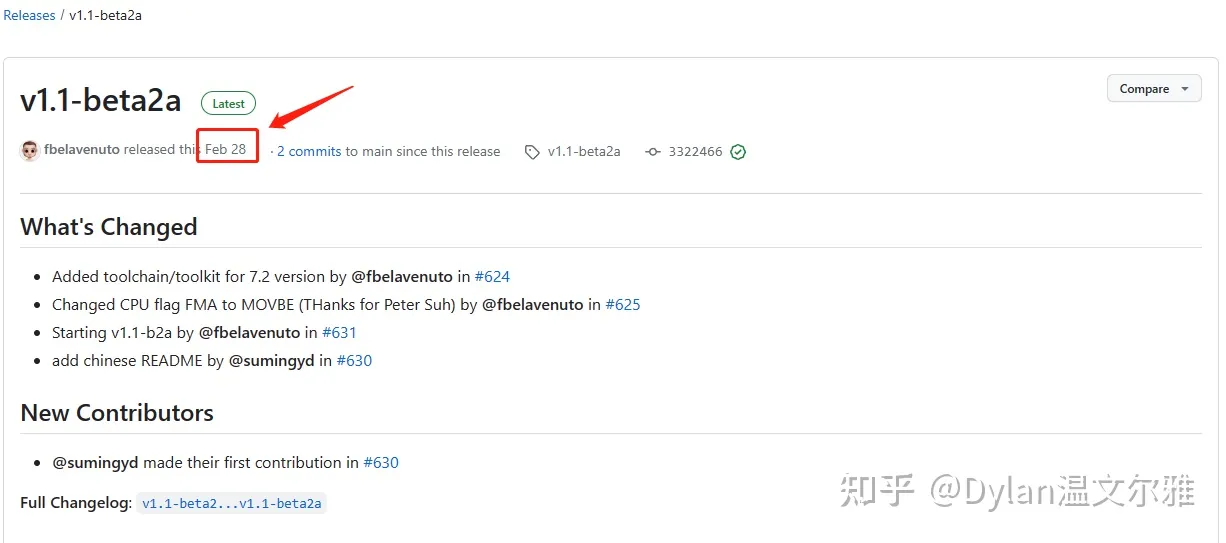 Releases / v1.1-beta2a
v1.1-beta2a Latest Compare
fbelavenuto released this Feb 28 · 2 commits to main since this release v1.1-beta2a 3322466
What's Changed
• Added toolchain/toolkit for 7.2 version by @fbelavenuto in #624
• Changed CPU flag FMA to MOVBE (THanks for Peter Suh) by @fbelavenuto in #625
• Starting v1.1-b2a by @fbelavenuto in #631
• add chinese README by @sumingyd in #630
New Contributors
• @sumingyd made their first contribution in #630
Full Changelog: v1.1-beta2...v1.1-beta2a
知乎 @Dylan温文尔雅